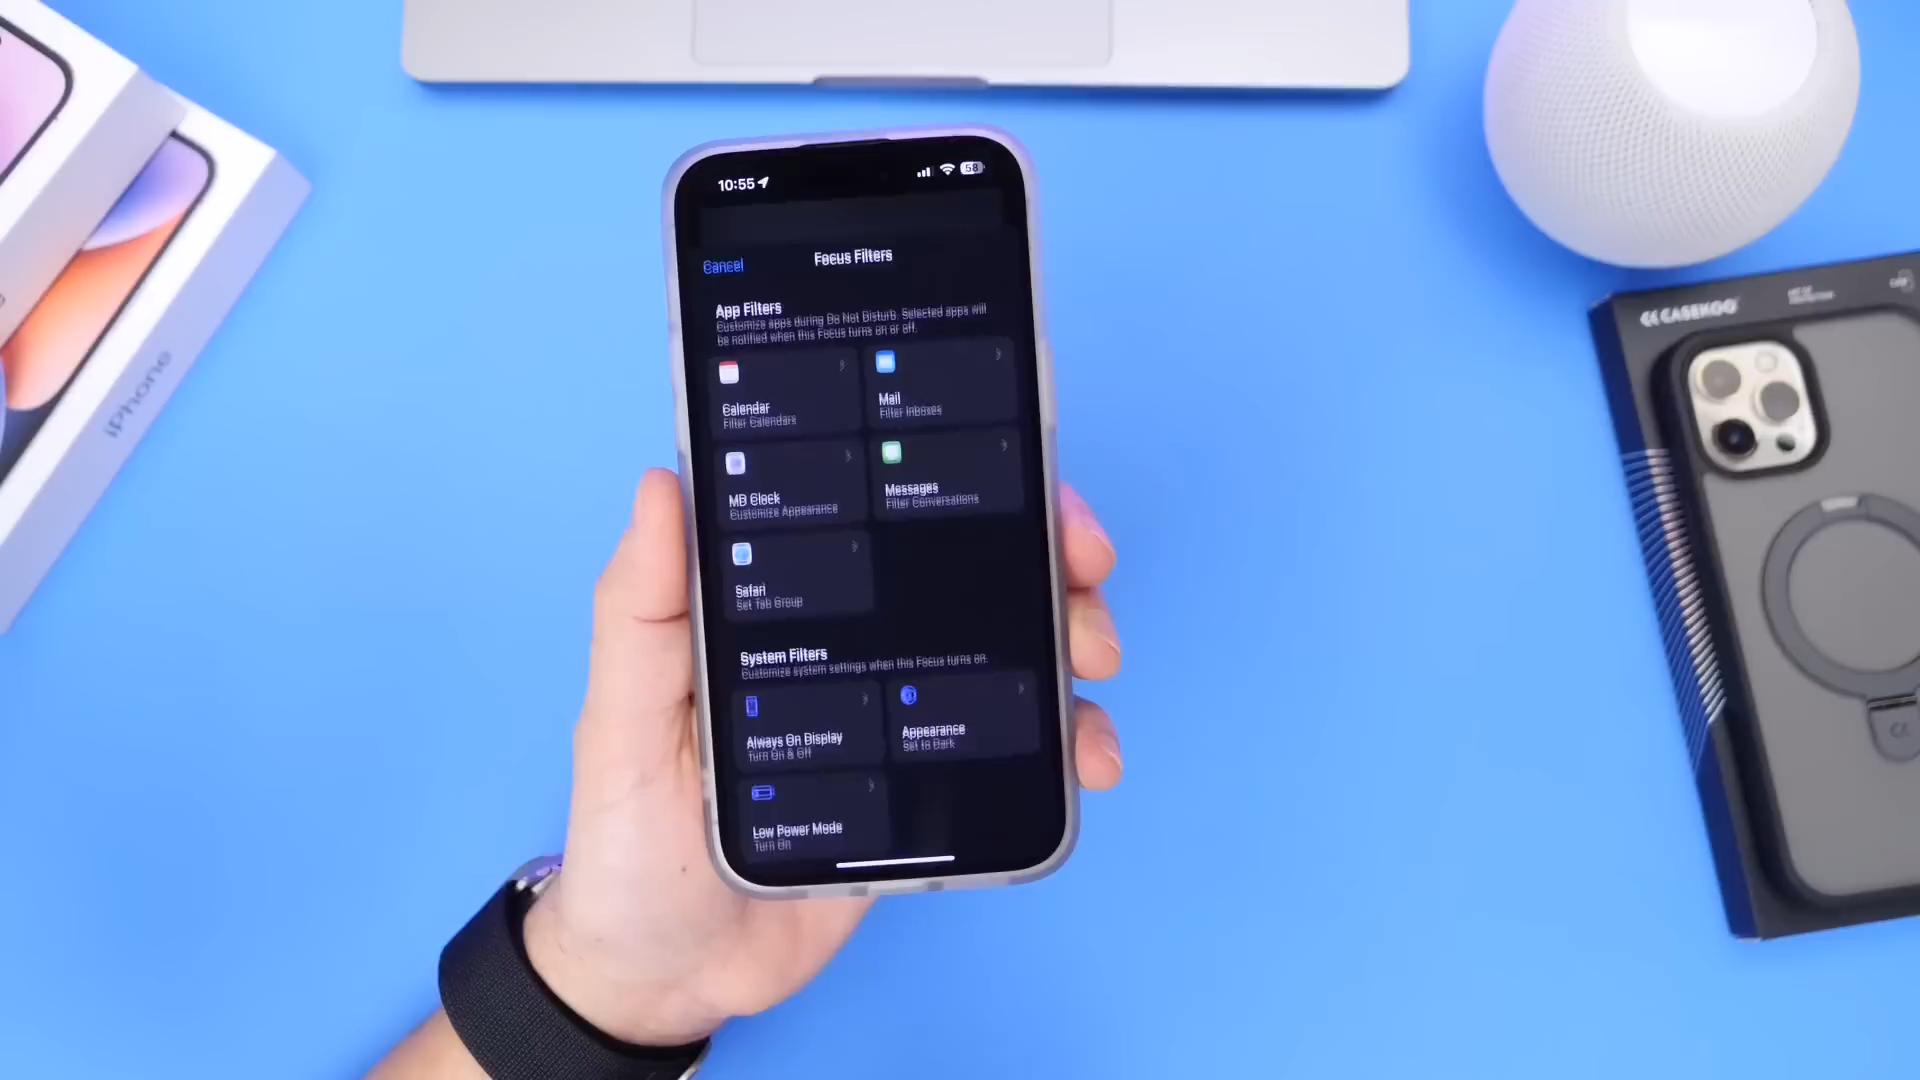 10:55
58
Cancel
Focus Filters
App Filters
Customize apps during Do Not Disturb. Selected apps will
be notified when this Focus turns on or off.
Calendar
Filter Calendars
Mail
Filter Inboxes
MD Clock
Customize Appearance
Messages
Filter Conversations
Safari
Set Tab Group
System Filters
Customize system settings when this Focus turns on.
Always On Display
Turn On & Off
Appearance
Set to Dark
Low Power Mode
Turn On
iPhone
CASEKOO